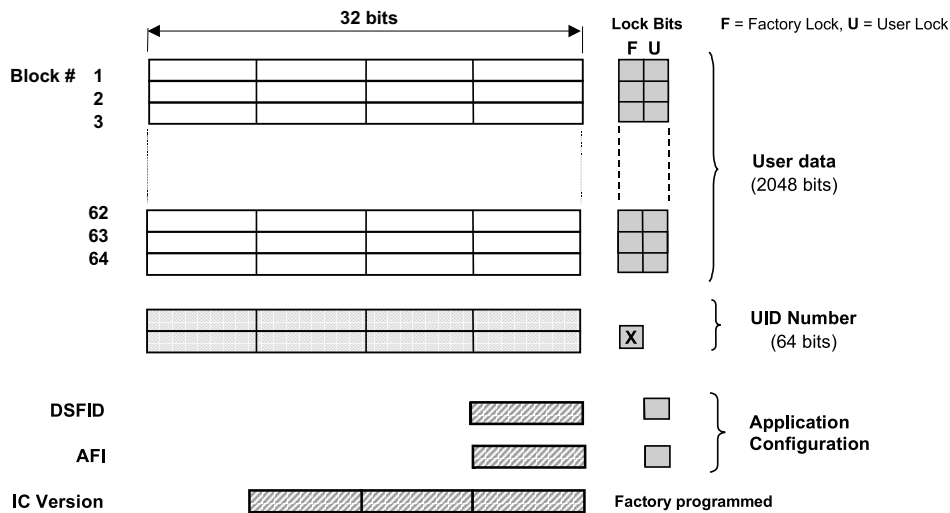 32 bits
Lock Bits
F = Factory Lock, U = User Lock
F U
Block # 1
2
3
User data
(2048 bits)
62
63
64
UID Number
(64 bits)
X
DSFID
Application
Configuration
AFI
IC Version
Factory programmed